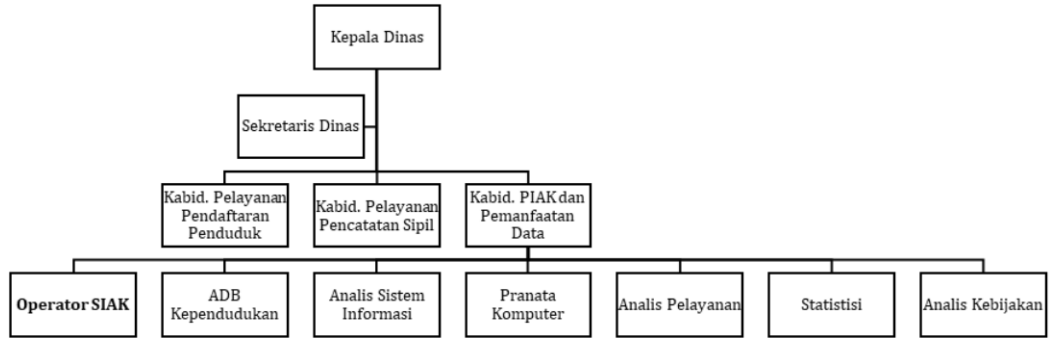 Kepala Dinas
Sekretaris Dinas
Kabid. Pelayanan
Pendaftaran
Penduduk
Kabid. Pelayanan
Pencatatan Sipil
Kabid. PIAK dan
Pemanfaatan
Data
Operator SIAK
ADB
Kependudukan
Analis Sistem
Informasi
Pranata
Komputer
Analis Pelayanan
Statistisi
Analis Kebijakan